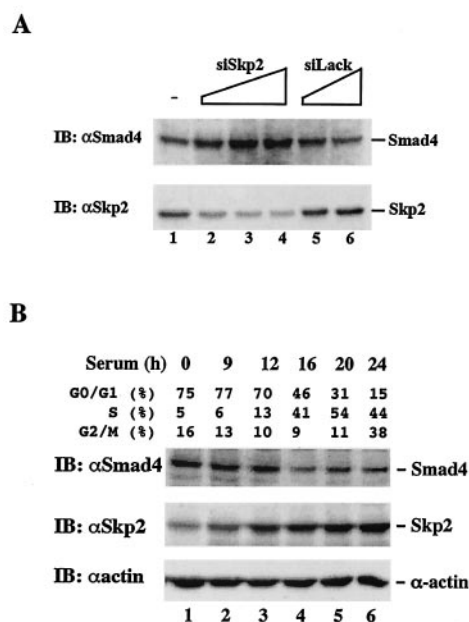 A
siSkp2 siLack
-
IB: αSmad4 – Smad4
IB: αSkp2 – Skp2
1 2 3 4 5 6
B
Serum (h) 0 9 12 16 20 24
G0/G1 (%) 75 77 70 46 31 15
S (%) 5 6 13 41 54 44
G2/M (%) 16 13 10 9 11 38
IB: αSmad4 – Smad4
IB: αSkp2 – Skp2
IB: αactin – α-actin
1 2 3 4 5 6